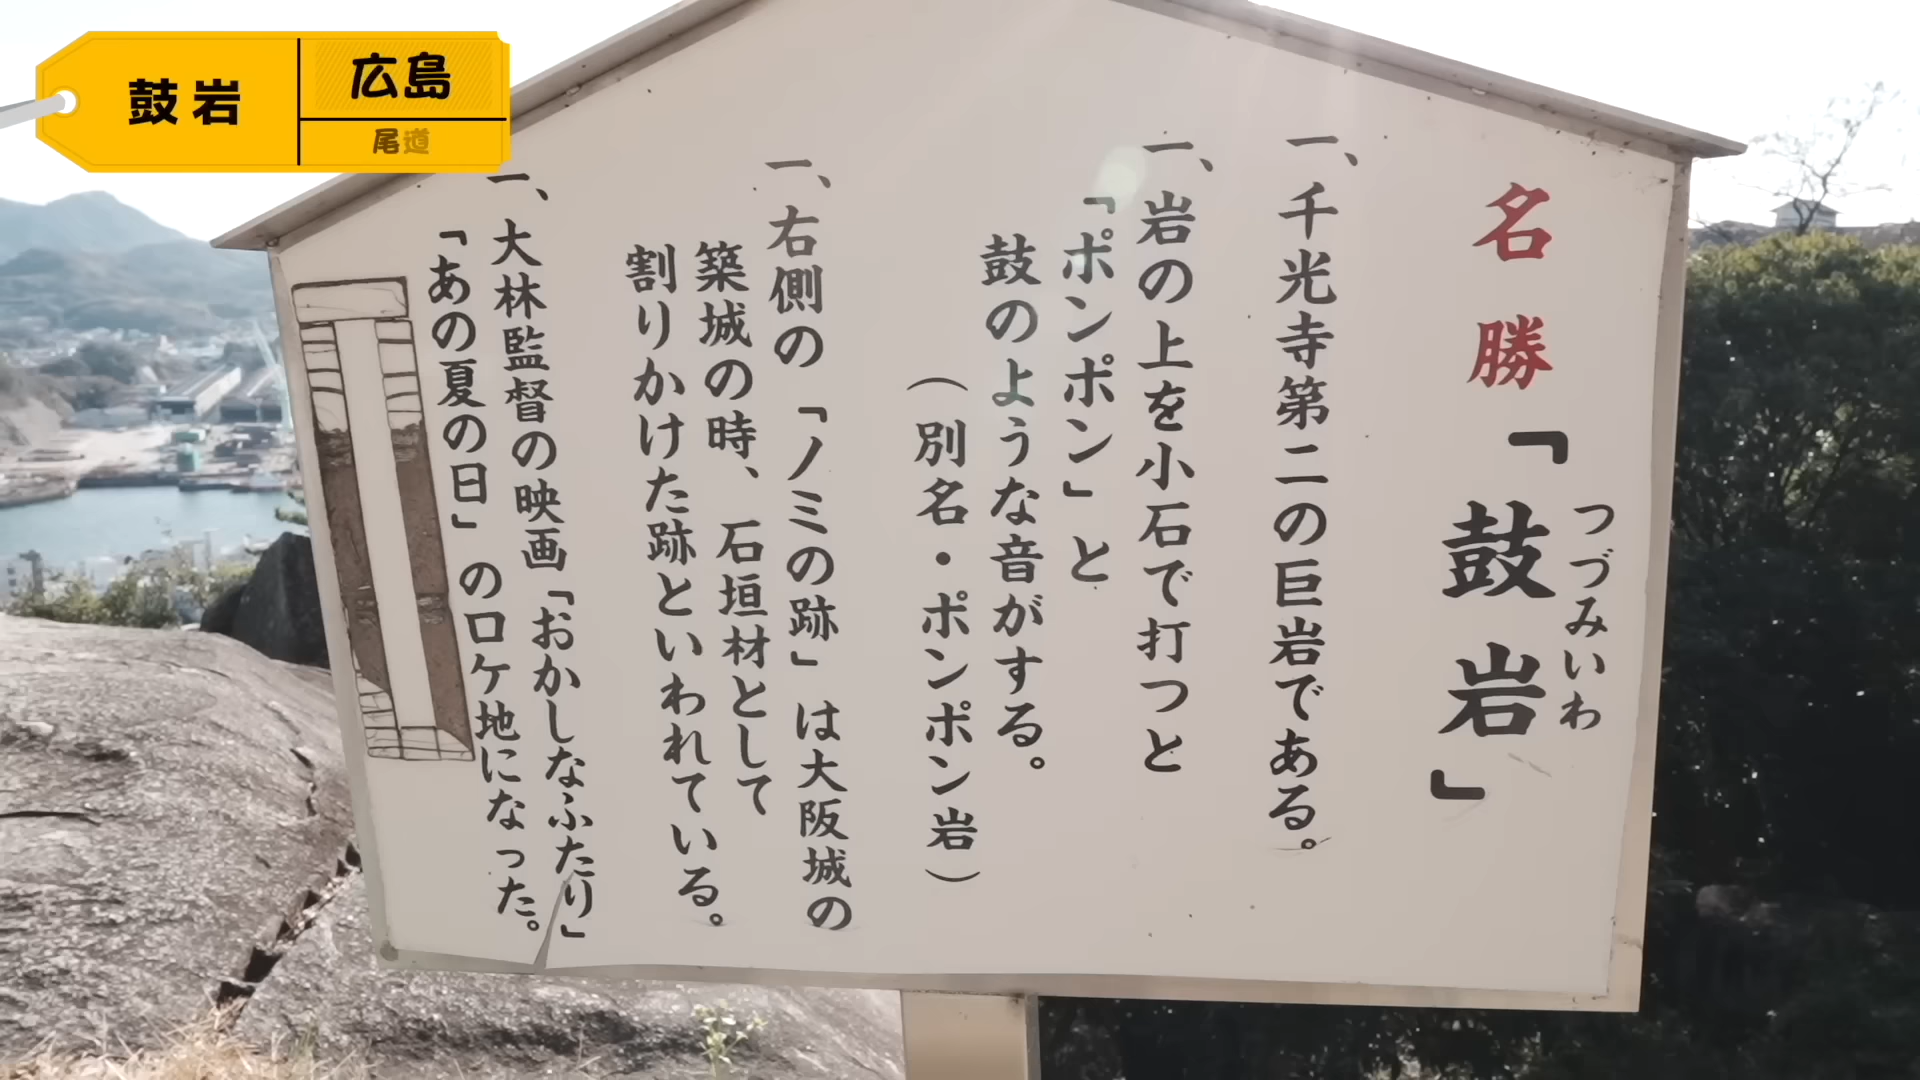 鼓岩
広島
尾道
名勝「鼓岩」
つづみいわ
一、千光寺第二の巨岩である。
一、岩の上を小石で打つと
「ポンポン」と
鼓のような音がする。
（別名・ポンポン岩）
一、右側の「ノミの跡」は大阪城の
築城の時、石垣材として
割りかけた跡といわれている。
一、大林監督の映画「おかしなふたり」
「あの夏の日」のロケ地になった。